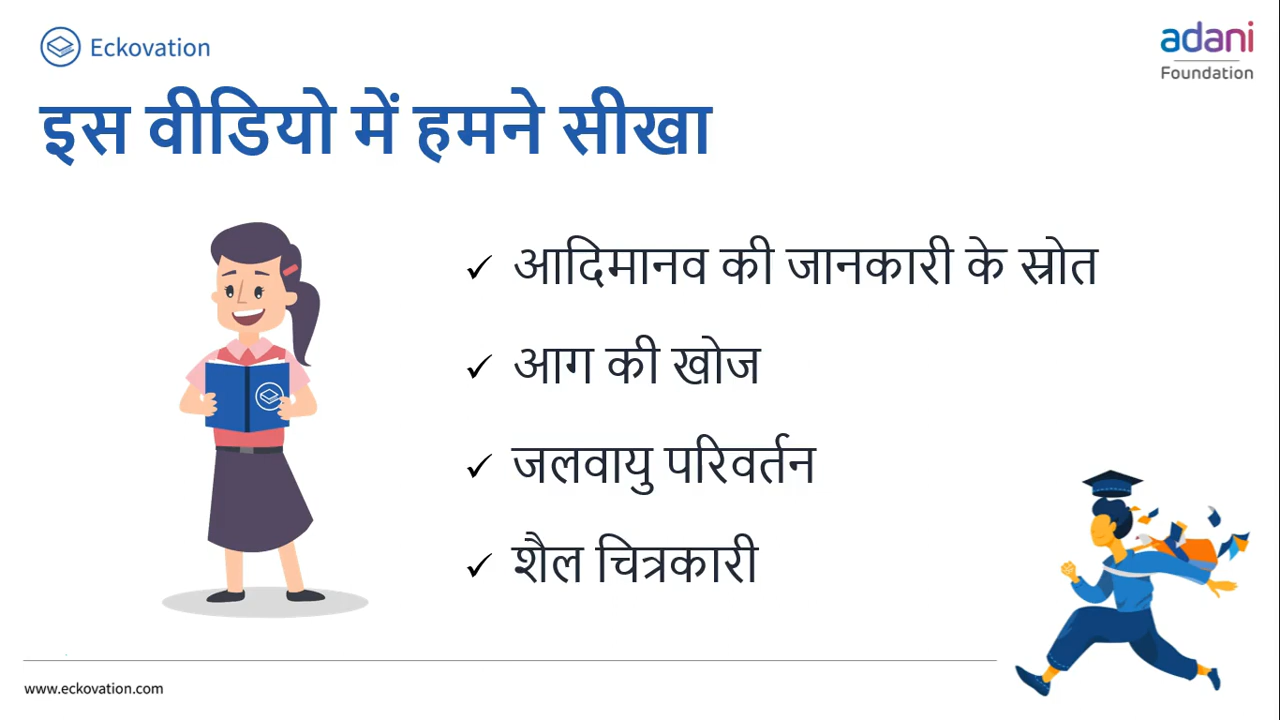 Eckovation
adani
Foundation
इस वीडियो में हमने सीखा
✓ आदिमानव की जानकारी के स्रोत
✓ आग की खोज
✓ जलवायु परिवर्तन
✓ शैल चित्रकारी
www.eckovation.com